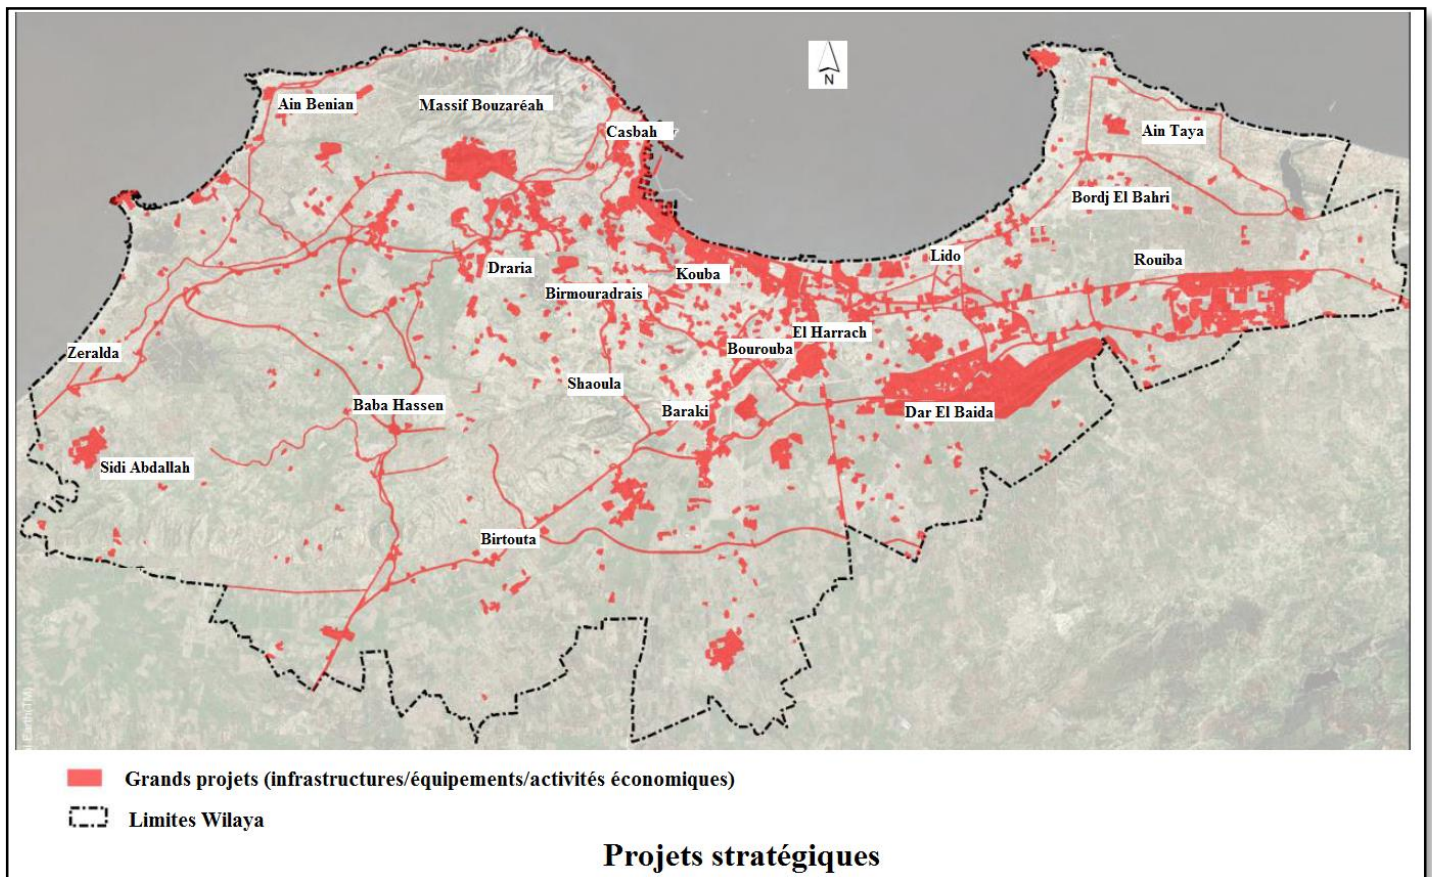 N
Ain Benian
Massif Bouzaréah
Casbah
Ain Taya
Bordj El Bahri
Draria
Kouba
Lido
Rouiba
Birmouradrais
El Harrach
Zeralda
Bourouba
Shaoula
Baba Hassen
Baraki
Dar El Baida
Sidi Abdallah
Birtouta
Grands projets (infrastructures/équipements/activités économiques)
Limites Wilaya
Projets stratégiques